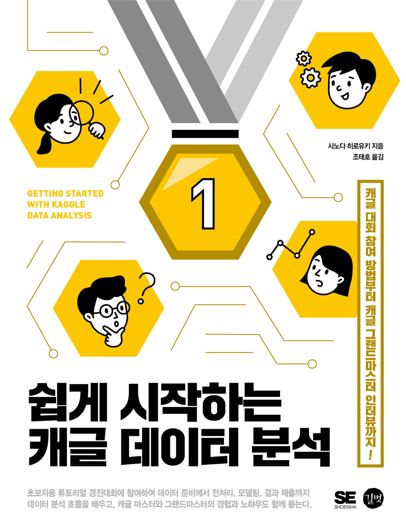 시노다 히로유키 지음
조태호 옮김
GETTING STARTED
WITH KAGGLE
DATA ANALYSIS
1
캐글 대회 참여 방법부터 캐글 그랜드마스터 인터뷰까지!
?
쉽게 시작하는
캐글 데이터 분석
초보자용 튜토리얼 경진대회에 참여하여 데이터 준비에서 전처리, 모델링, 결과 제출까지
데이터 분석 흐름을 배우고, 캐글 마스터와 그랜드마스터의 경험과 노하우도 함께 듣는다.
SE
SHOEISHA
길벗